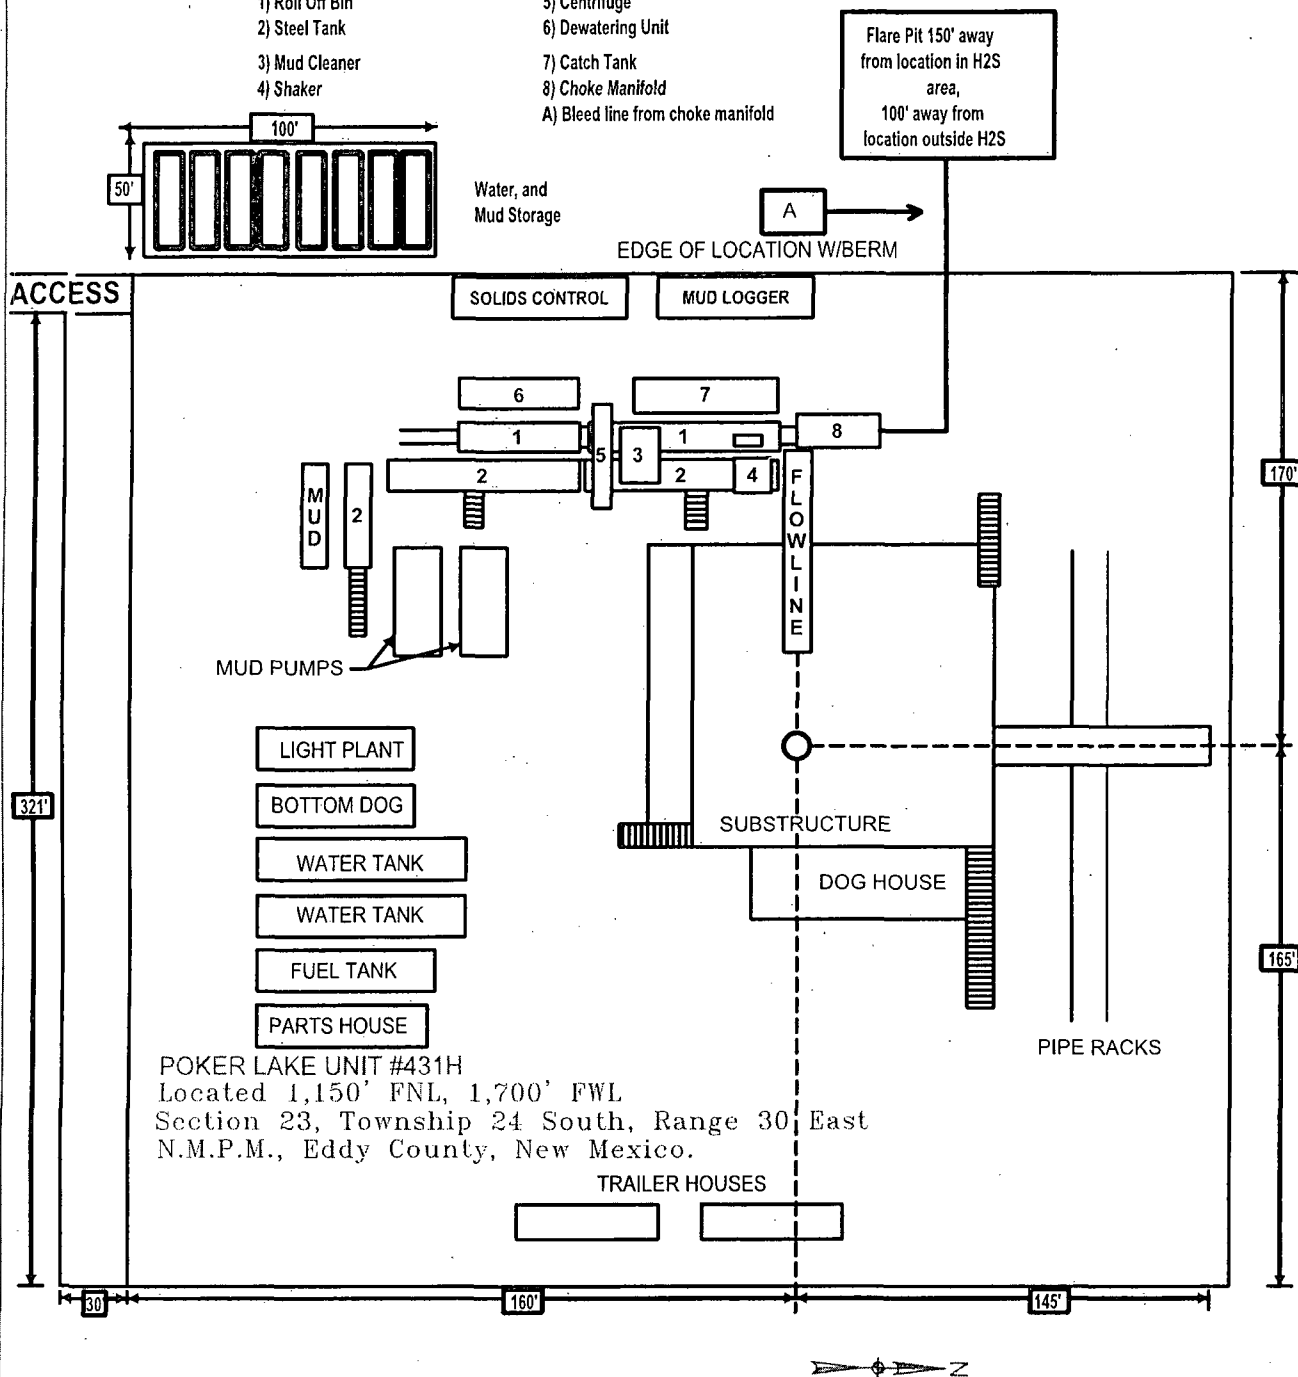 1) Roll Off Bin
5) Centrifuge
2) Steel Tank
6) Dewatering Unit
3) Mud Cleaner
7) Catch Tank
4) Shaker
8) Choke Manifold
A) Bleed line from choke manifold
Flare Pit 150' away
from location in H2S
area,
100' away from
location outside H2S
100'
50'
Water, and
Mud Storage
A
EDGE OF LOCATION W/BERM
ACCESS
SOLIDS CONTROL
MUD LOGGER
6
7
1
5
3
1
8
2
2
4
MUD
2
FLOWLINE
170'
MUD PUMPS
LIGHT PLANT
BOTTOM DOG
321'
SUBSTRUCTURE
WATER TANK
DOG HOUSE
WATER TANK
165'
FUEL TANK
PARTS HOUSE
PIPE RACKS
POKER LAKE UNIT #431H
Located 1,150' FNL, 1,700' FWL
Section 23, Township 24 South, Range 30 East
N.M.P.M., Eddy County, New Mexico.
TRAILER HOUSES
30
160'
145'
N